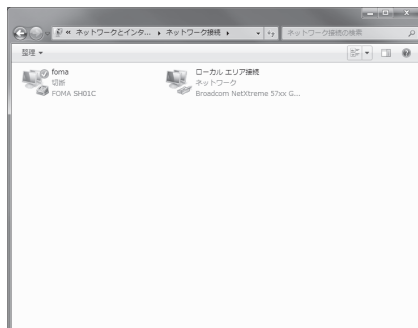 « ネットワークとインタ... ▸ ネットワーク接続 ▸
ネットワーク接続の検索
整理 ▾
foma
切断
FOMA SH01C
ローカル エリア接続
ネットワーク
Broadcom NetXtreme 57xx G...